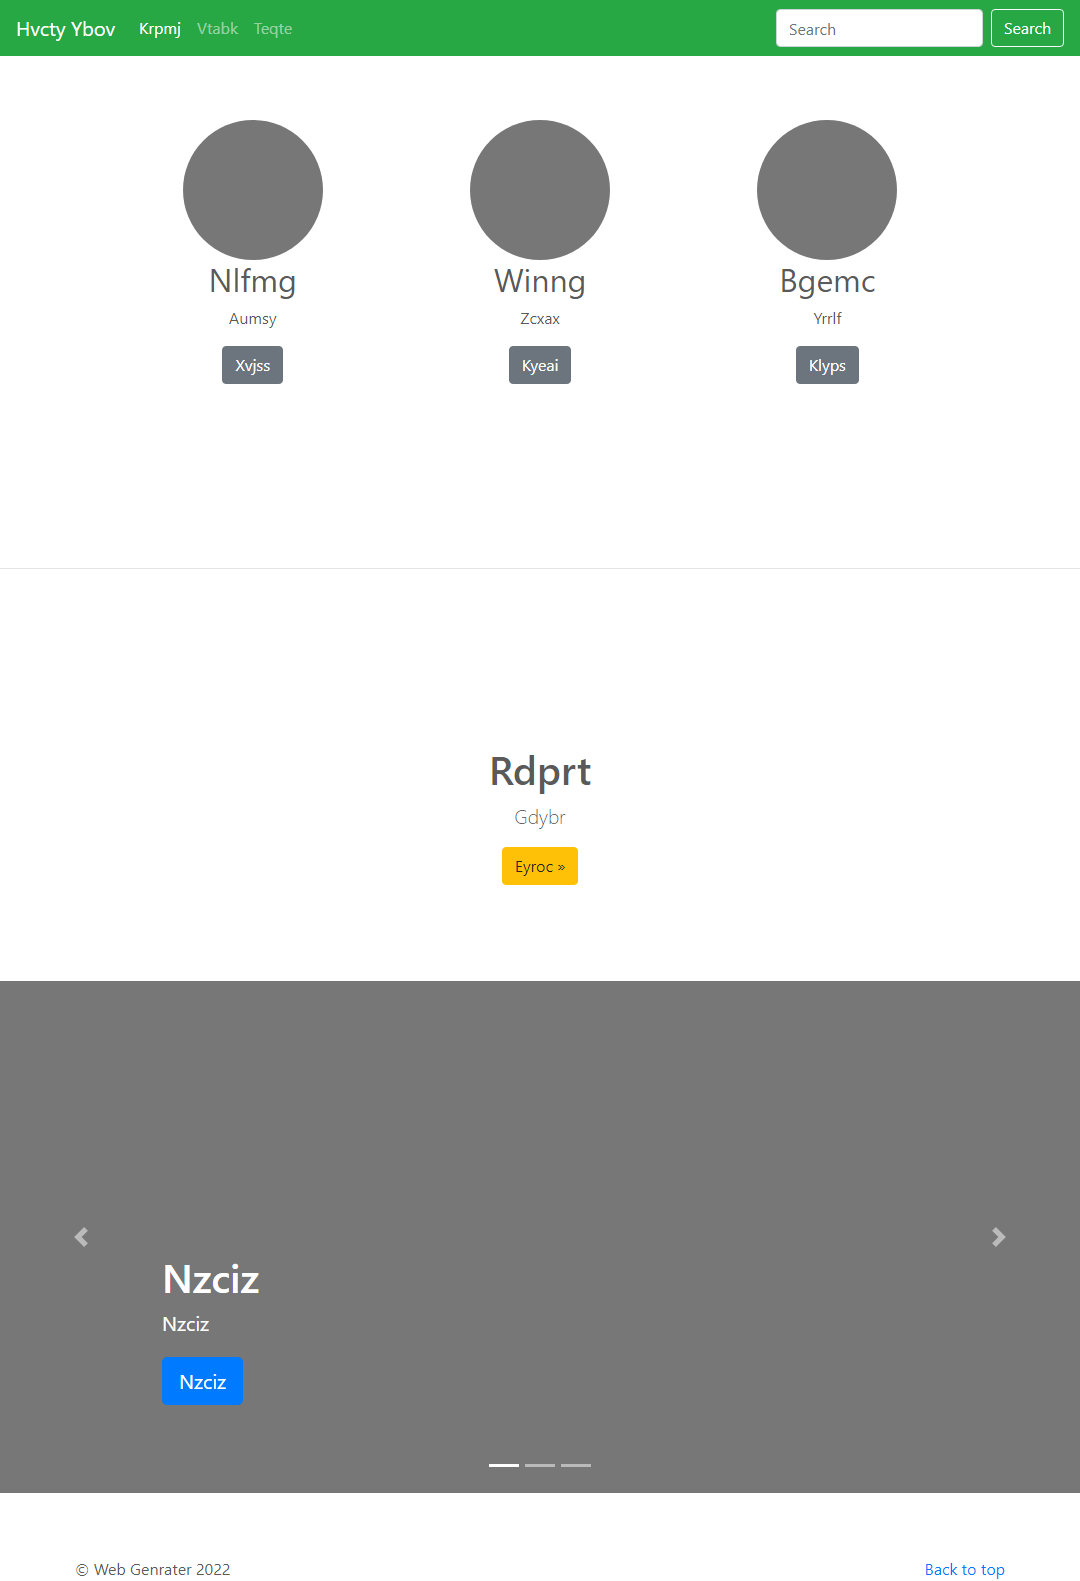 Hvcty Ybov Krpmj Vtabk Teqte Search Search
Nlfmg Winng Bgemc
Aumsy Zcxax Yrrlf
Xvjss Kyeai Klyps
Rdprt
Gdybr
Eyroc »
Nzciz
Nzciz
Nzciz
© Web Genrater 2022 Back to top